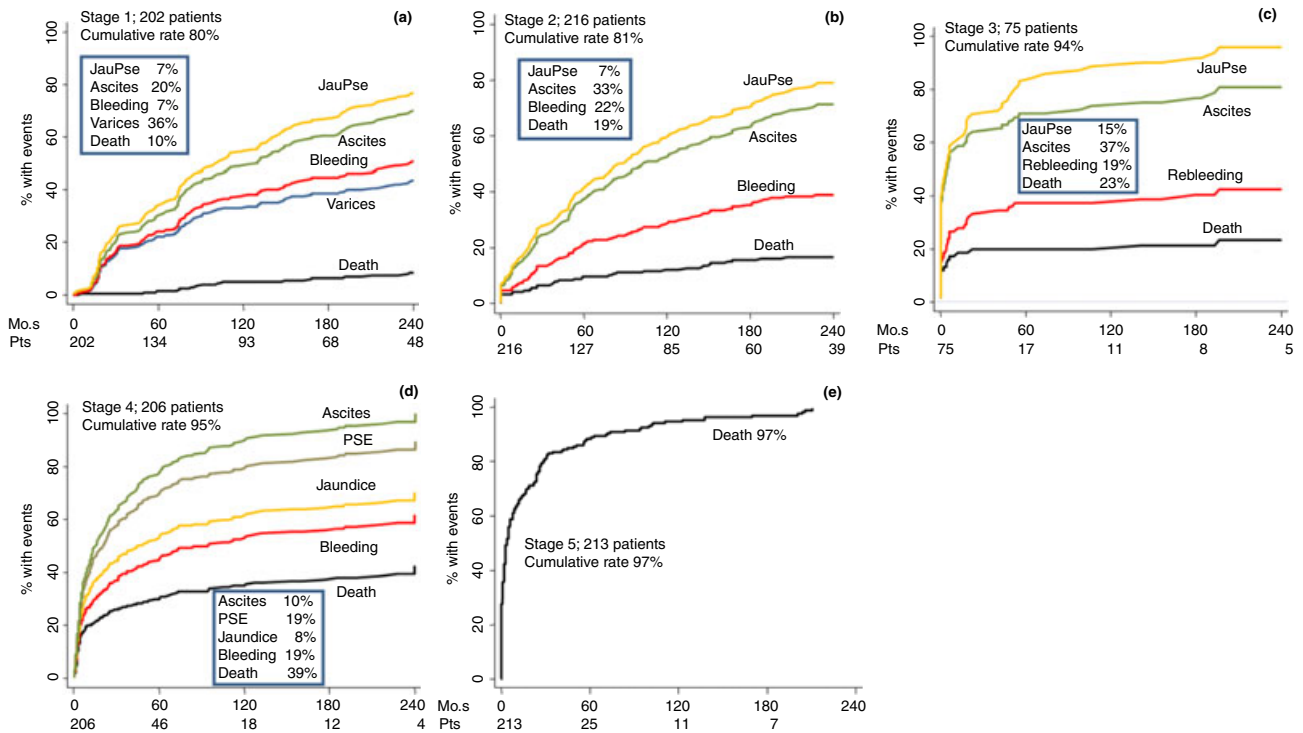 (a)
Stage 1; 202 patients
Cumulative rate 80%
JauPse 7%
Ascites 20%
Bleeding 7%
Varices 36%
Death 10%
JauPse
Ascites
Bleeding
Varices
Death
% with events
100
80
60
40
20
0
0 60 120 180 240
Mo.s
Pts 202 134 93 68 48
(b)
Stage 2; 216 patients
Cumulative rate 81%
JauPse 7%
Ascites 33%
Bleeding 22%
Death 19%
JauPse
Ascites
Bleeding
Death
% with events
100
80
60
40
20
0
0 60 120 180 240
216 127 85 60 39
(c)
Stage 3; 75 patients
Cumulative rate 94%
JauPse
Ascites
JauPse 15%
Ascites 37%
Rebleeding 19%
Death 23%
Rebleeding
Death
% with events
100
80
60
40
20
0
0 60 120 180 240
Mo.s
Pts 75 17 11 8 5
(d)
Stage 4; 206 patients
Cumulative rate 95%
Ascites
PSE
Jaundice
Bleeding
Death
Ascites 10%
PSE 19%
Jaundice 8%
Bleeding 19%
Death 39%
% with events
100
80
60
40
20
0
0 60 120 180 240
206 46 18 12 4
(e)
Death 97%
Stage 5; 213 patients
Cumulative rate 97%
% with events
100
80
60
40
20
0
Mo.s 0 60 120 180 240
Pts 213 25 11 7